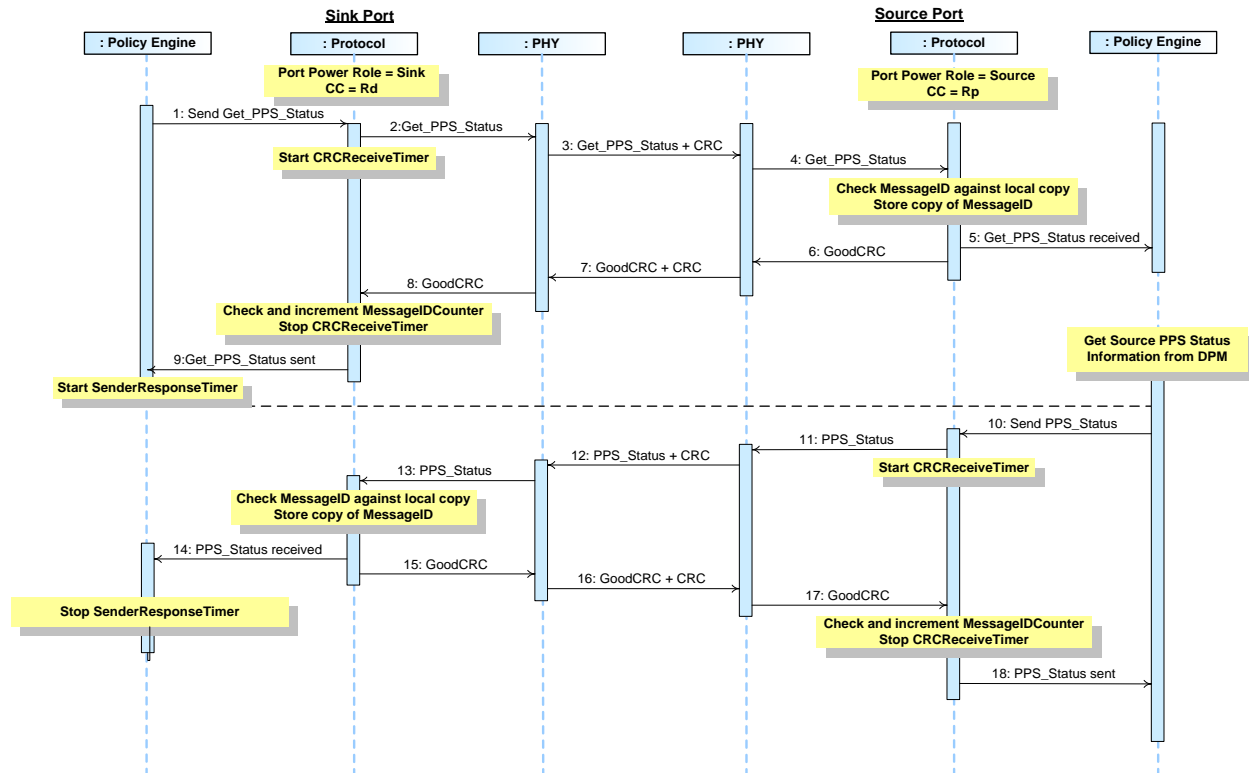 Sink Port
Source Port
: Policy Engine
: Protocol
: PHY
: PHY
: Protocol
: Policy Engine
Port Power Role = Sink
CC = Rd
Port Power Role = Source
CC = Rp
1: Send Get_PPS_Status
2:Get_PPS_Status
Start CRCReceiveTimer
3: Get_PPS_Status + CRC
4: Get_PPS_Status
Check MessageID against local copy
Store copy of MessageID
5: Get_PPS_Status received
6: GoodCRC
7: GoodCRC + CRC
8: GoodCRC
Check and increment MessageIDCounter
Stop CRCReceiveTimer
9:Get_PPS_Status sent
Start SenderResponseTimer
Get Source PPS Status
Information from DPM
10: Send PPS_Status
11: PPS_Status
Start CRCReceiveTimer
12: PPS_Status + CRC
13: PPS_Status
Check MessageID against local copy
Store copy of MessageID
14: PPS_Status received
15: GoodCRC
16: GoodCRC + CRC
17: GoodCRC
Stop SenderResponseTimer
Check and increment MessageIDCounter
Stop CRCReceiveTimer
18: PPS_Status sent